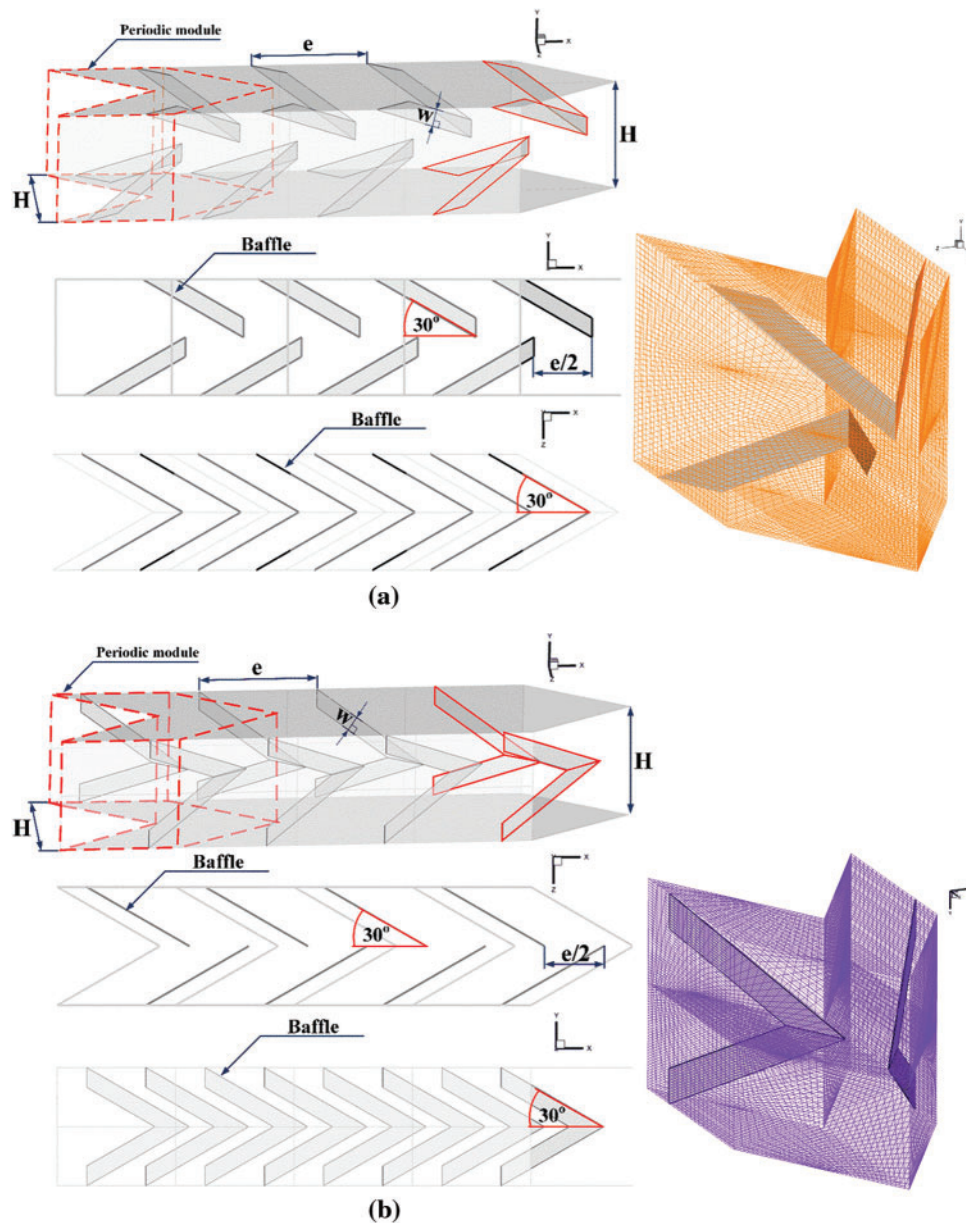 Periodic module
e
Y
X
Z
W
H
H
Baffle
Y
X
30°
e/2
Y
Z
X
Baffle
X
Z
30°
(a)
Periodic module
e
Y
X
Z
W
H
H
Baffle
X
Z
30°
e/2
Baffle
Y
X
30°
(b)